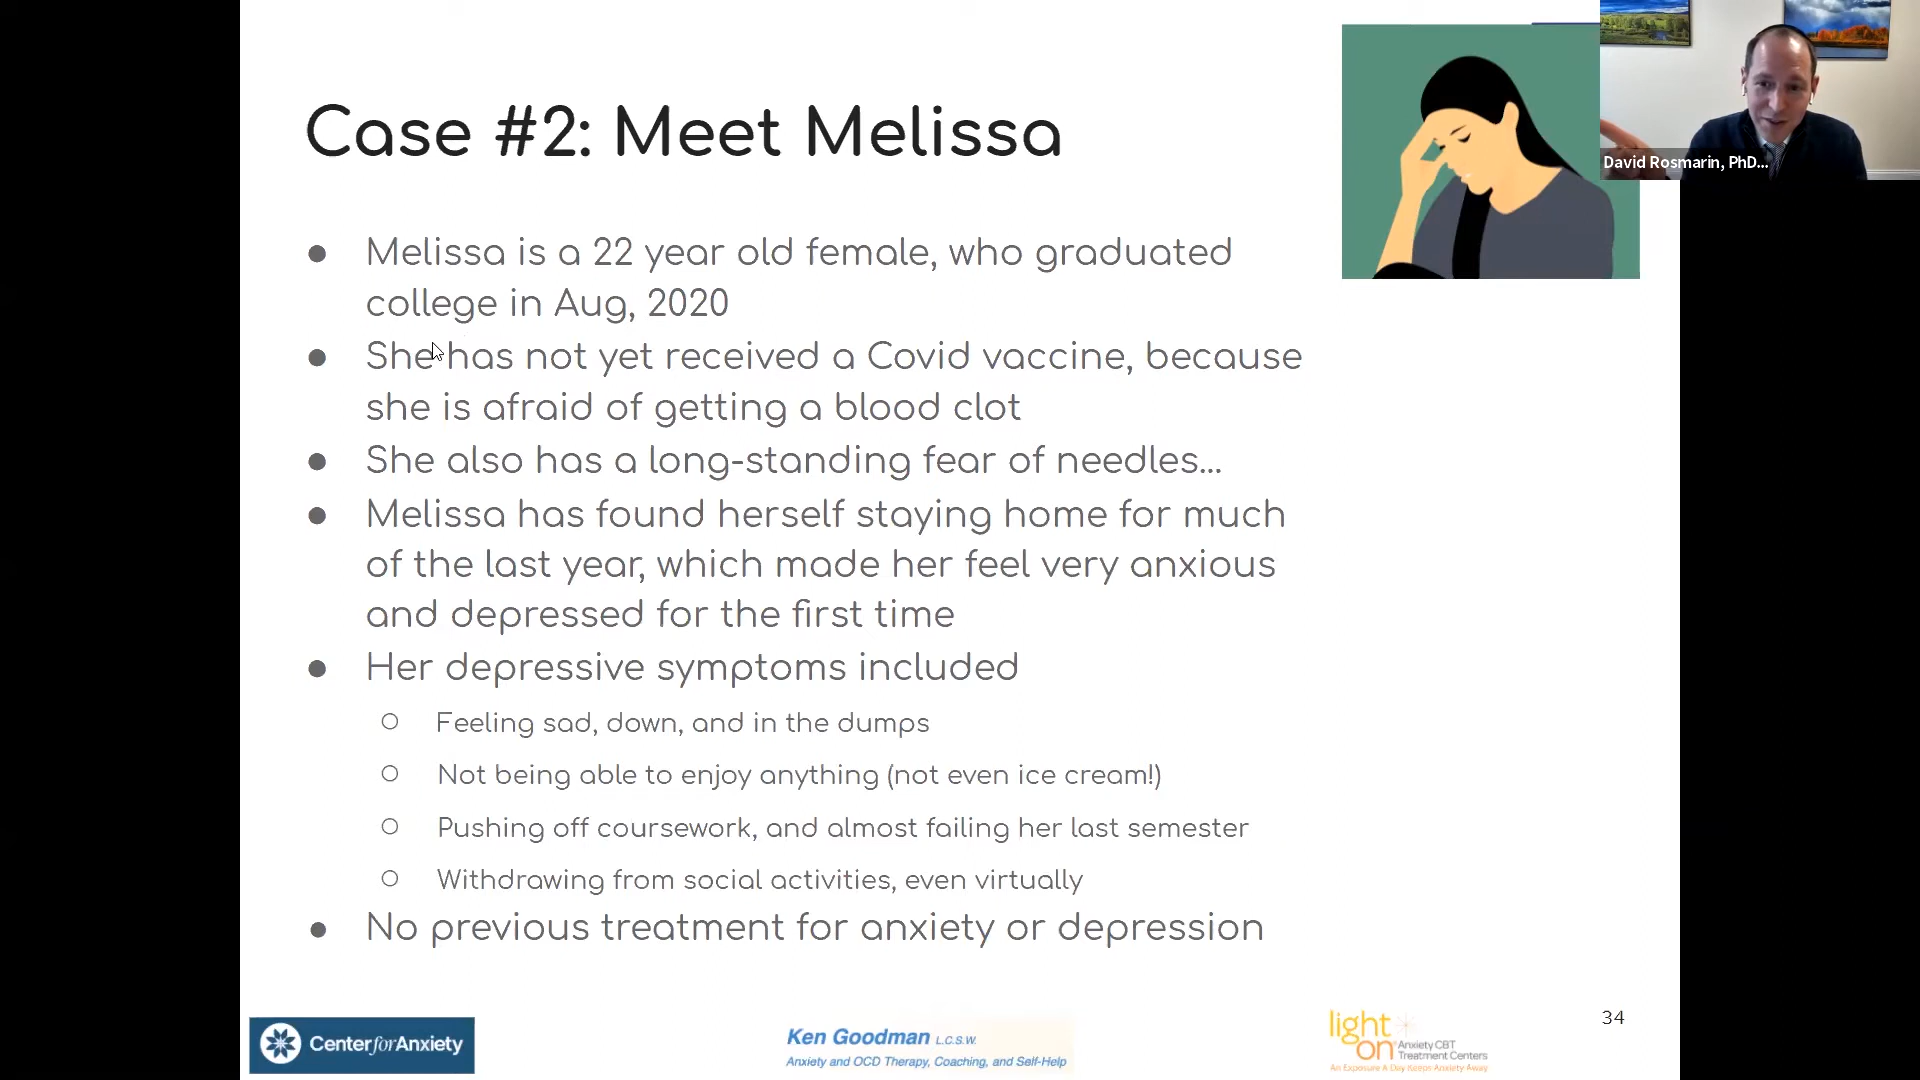 David Rosmarin, PhD...
Case #2: Meet Melissa
● Melissa is a 22 year old female, who graduated
college in Aug, 2020
● She has not yet received a Covid vaccine, because
she is afraid of getting a blood clot
● She also has a long-standing fear of needles...
● Melissa has found herself staying home for much
of the last year, which made her feel very anxious
and depressed for the first time
● Her depressive symptoms included
○ Feeling sad, down, and in the dumps
○ Not being able to enjoy anything (not even ice cream!)
○ Pushing off coursework, and almost failing her last semester
○ Withdrawing from social activities, even virtually
● No previous treatment for anxiety or depression
CenterforAnxiety
Ken Goodman L.C.S.W.
Anxiety and OCD Therapy, Coaching, and Self-Help
light
on Anxiety CBT
Treatment Centers
An Exposure A Day Keeps Anxiety Away
34